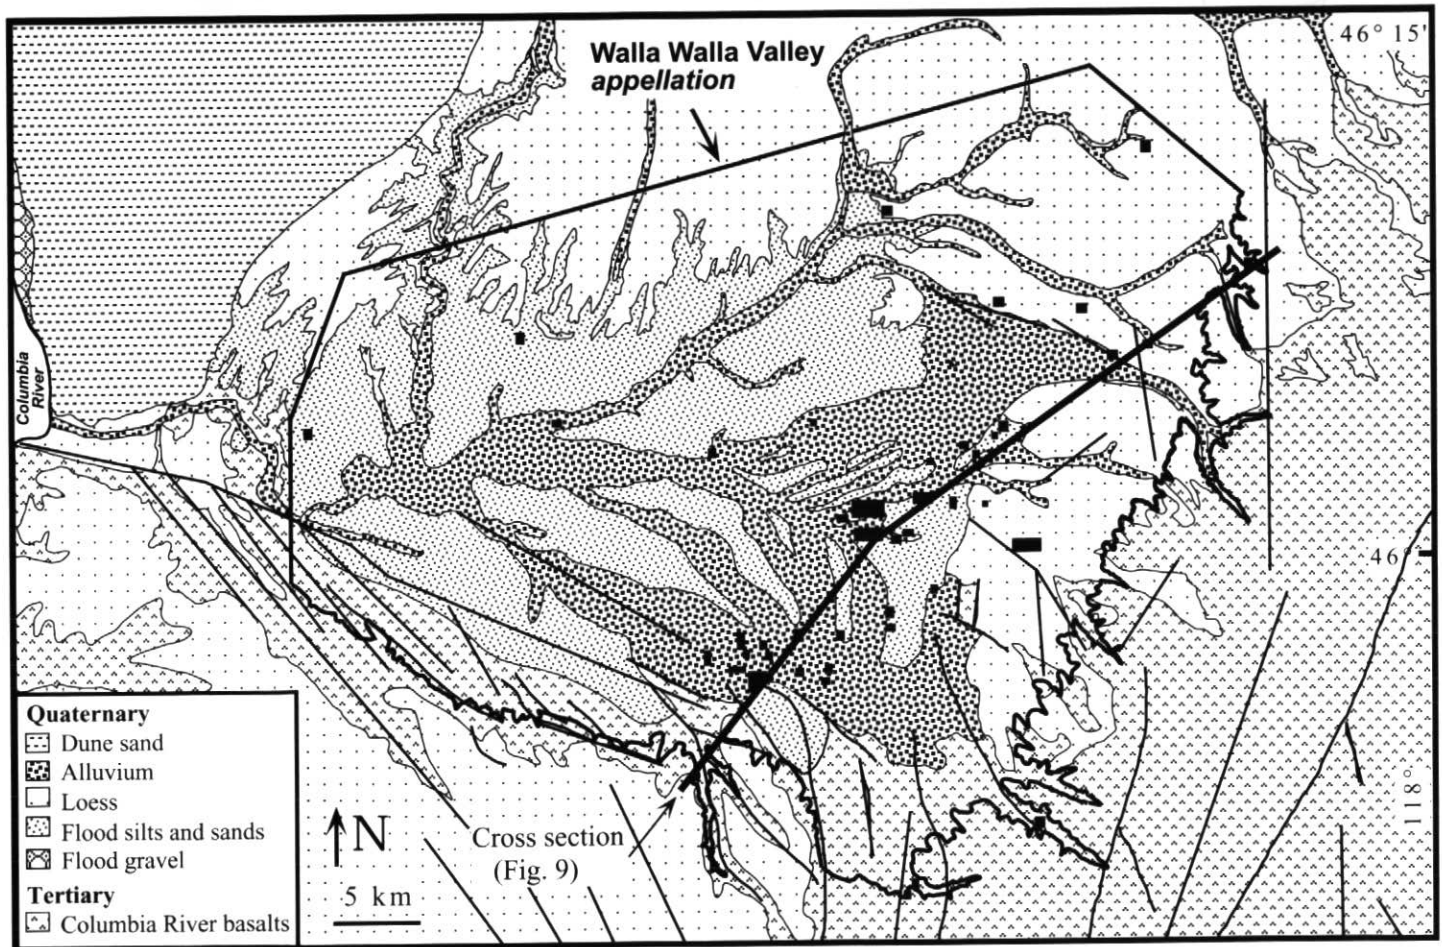 Walla Walla Valley
appellation
46° 15'
Columbia
River
46°
118°
Quaternary
Dune sand
Alluvium
Loess
Flood silts and sands
Flood gravel
Tertiary
Columbia River basalts
N
5 km
Cross section
(Fig. 9)